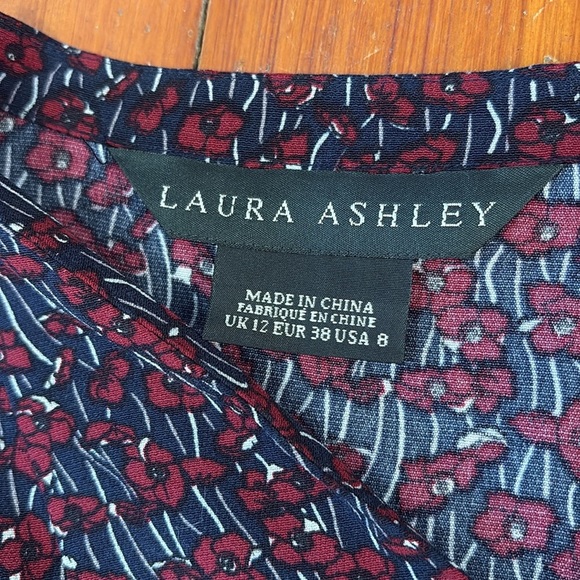 LAURA ASHLEY
MADE IN CHINA
FABRIQUÉ EN CHINE
UK 12 EUR 38 USA 8